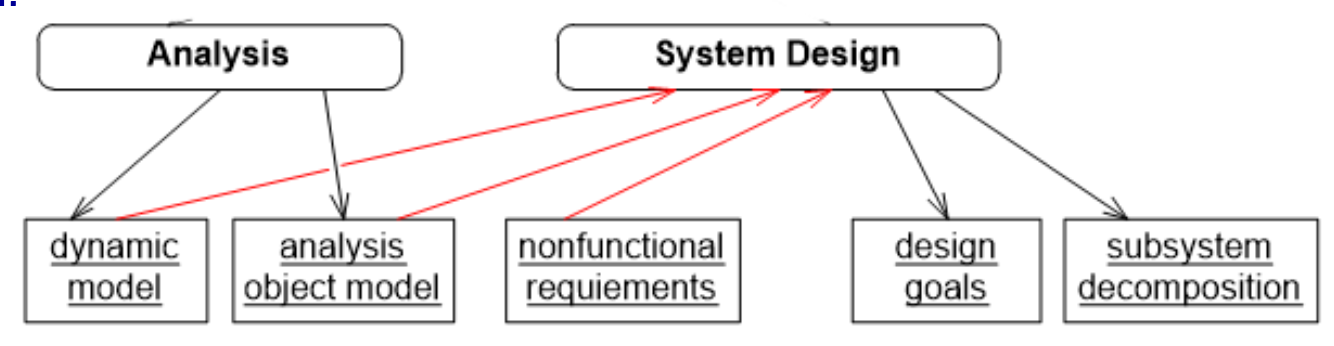 Analysis
System Design
dynamic
model
analysis
object model
nonfunctional
requiements
design
goals
subsystem
decomposition